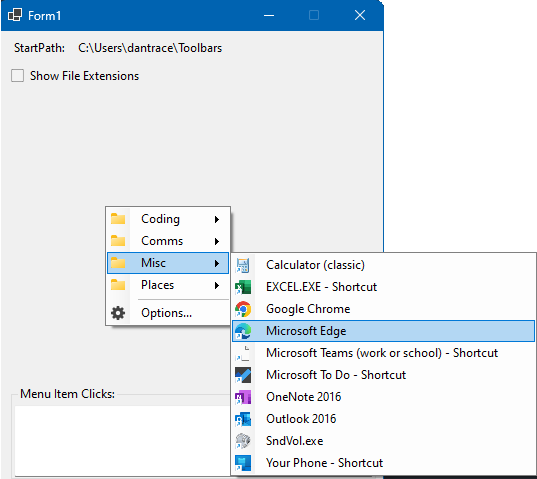 Form1
StartPath: C:\Users\dantrace\Toolbars
Show File Extensions
Coding
Comms
Misc
Places
Options...
Calculator (classic)
EXCEL.EXE - Shortcut
Google Chrome
Microsoft Edge
Microsoft Teams (work or school) - Shortcut
Microsoft To Do - Shortcut
OneNote 2016
Outlook 2016
SndVol.exe
Your Phone - Shortcut
Menu Item Clicks: